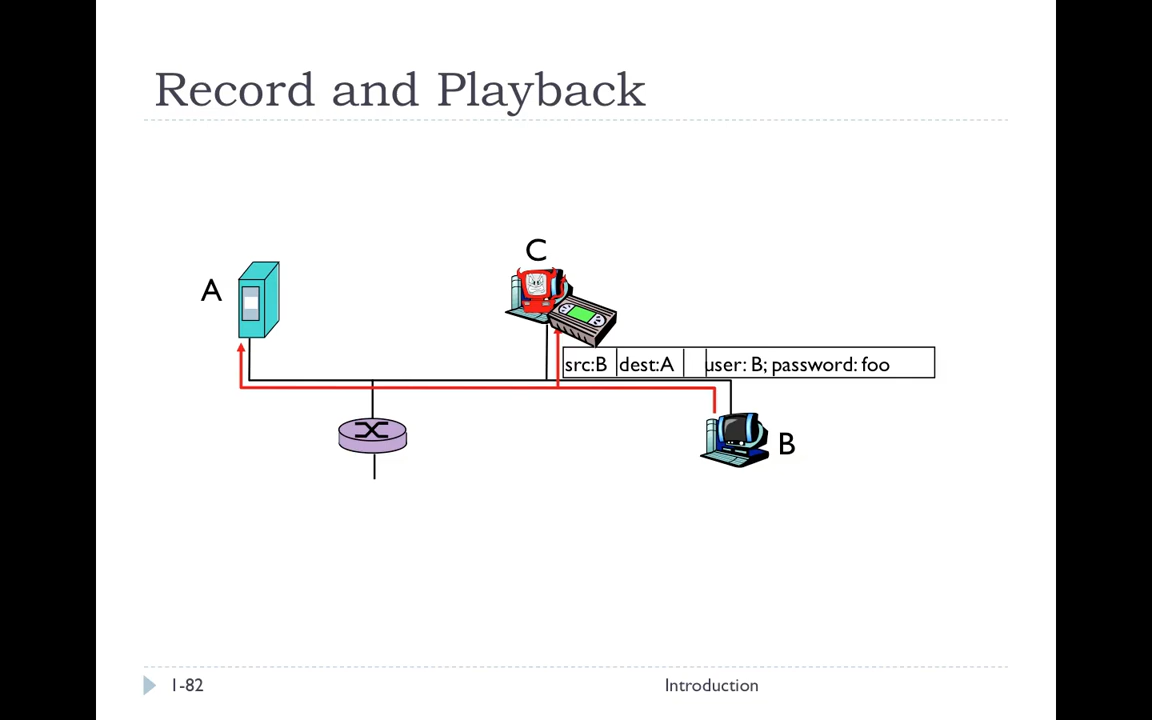 Record and Playback
C
A
src:B dest:A user: B; password: foo
B
1-82 Introduction